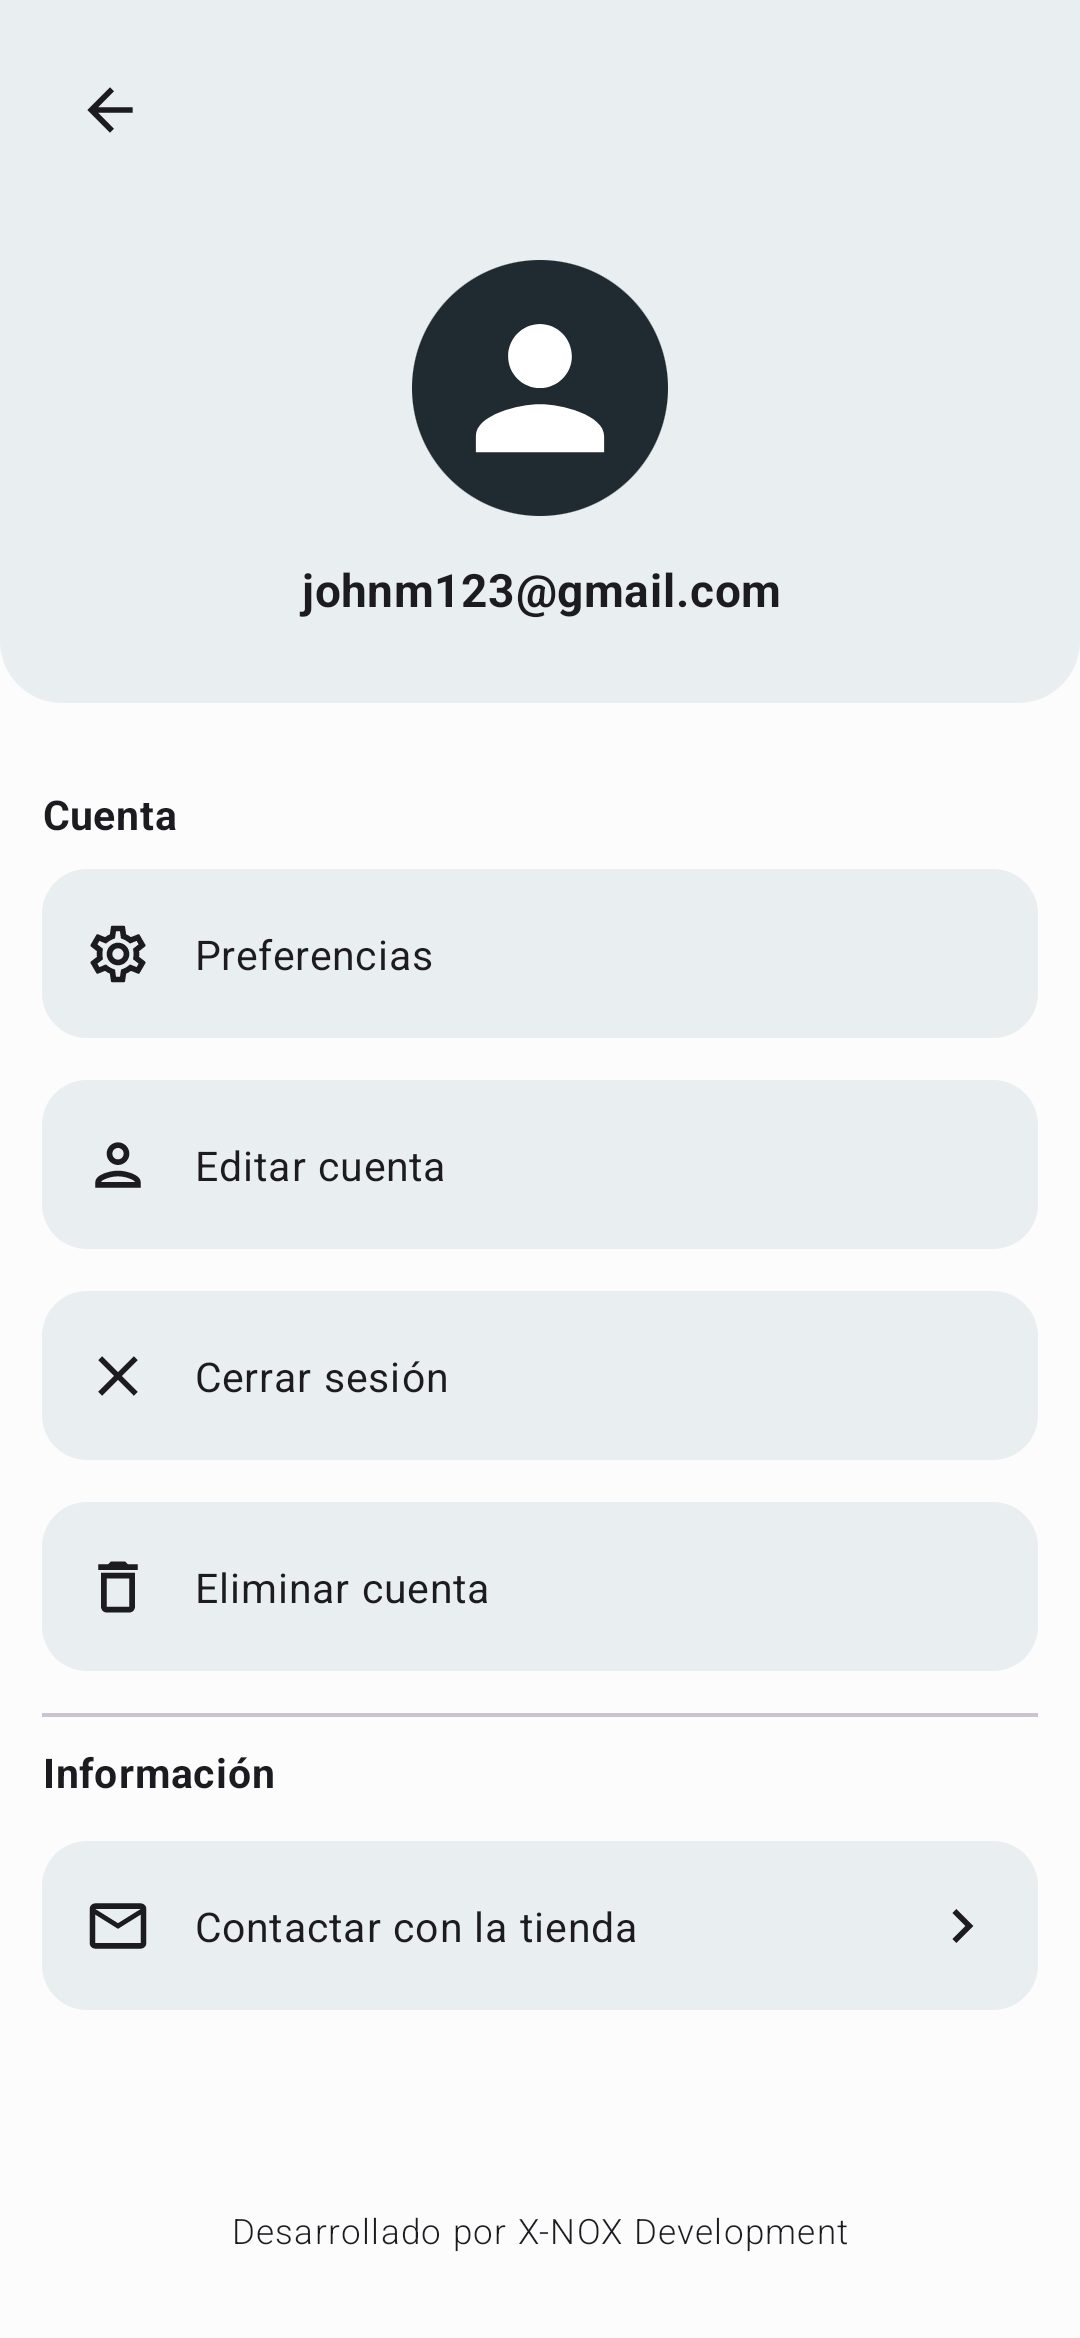 johnm123@gmail.com
Cuenta
Preferencias
Editar cuenta
Cerrar sesión
Eliminar cuenta
Información
Contactar con la tienda
Desarrollado por X-NOX Development